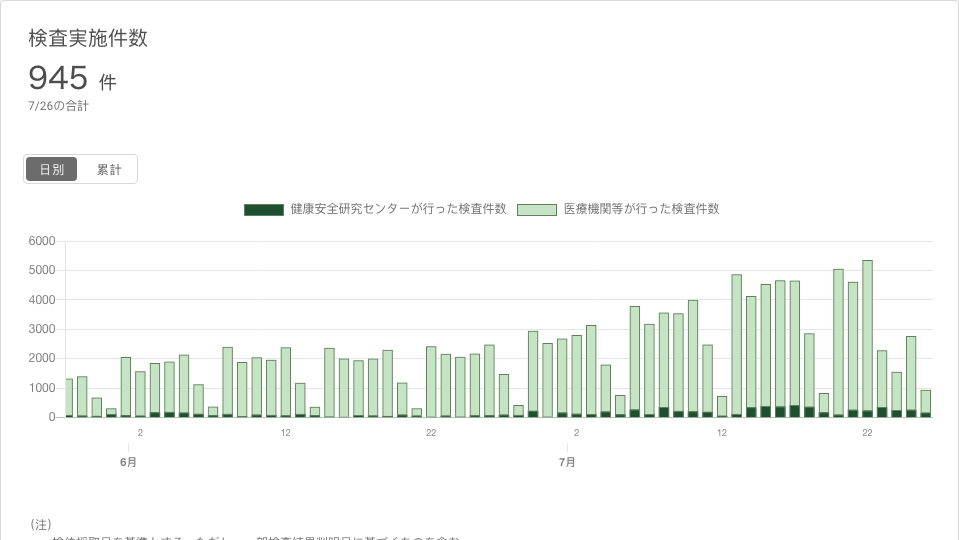 検査実施件数
945 件
7/26の合計
日別 累計
健康安全研究センターが行った検査件数 医療機関等が行った検査件数
6000
5000
4000
3000
2000
1000
0
2 12 22 2 12 22
6月 7月
(注)